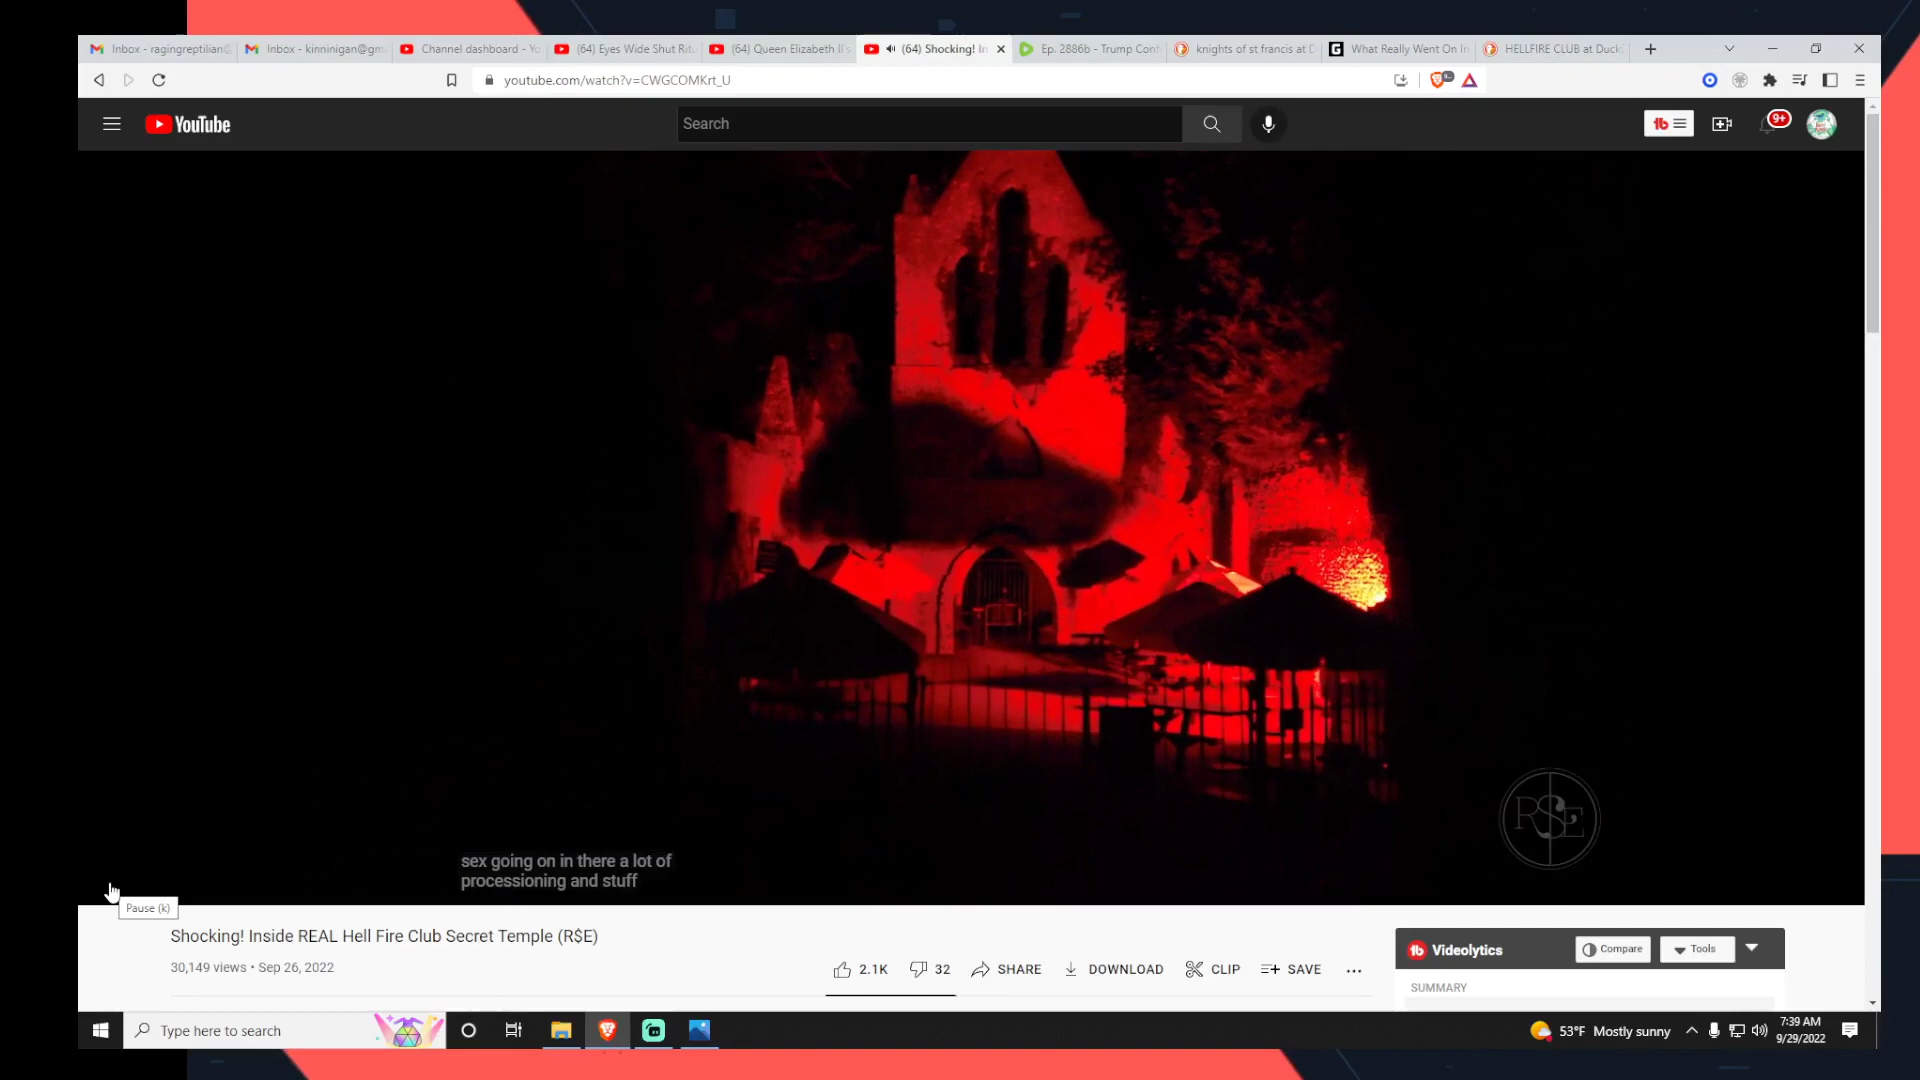 Inbox - ragingreptilian@
Inbox - kinninigan@gm
Channel dashboard - Yo
(64) Eyes Wide Shut Ritu
(64) Queen Elizabeth II's
(64) Shocking! In
Ep. 2886b - Trump Conf
knights of st francis at D
What Really Went On In
HELLFIRE CLUB at Duck
youtube.com/watch?v=CWGCOMKrt_U
YouTube
Search
9+
sex going on in there a lot of
processioning and stuff
R$E
Pause (k)
Shocking! Inside REAL Hell Fire Club Secret Temple (R$E)
30,149 views • Sep 26, 2022
2.1K
32
SHARE
DOWNLOAD
CLIP
SAVE
Videolytics
Compare
Tools
SUMMARY
Type here to search
53°F Mostly sunny
7:39 AM
9/29/2022